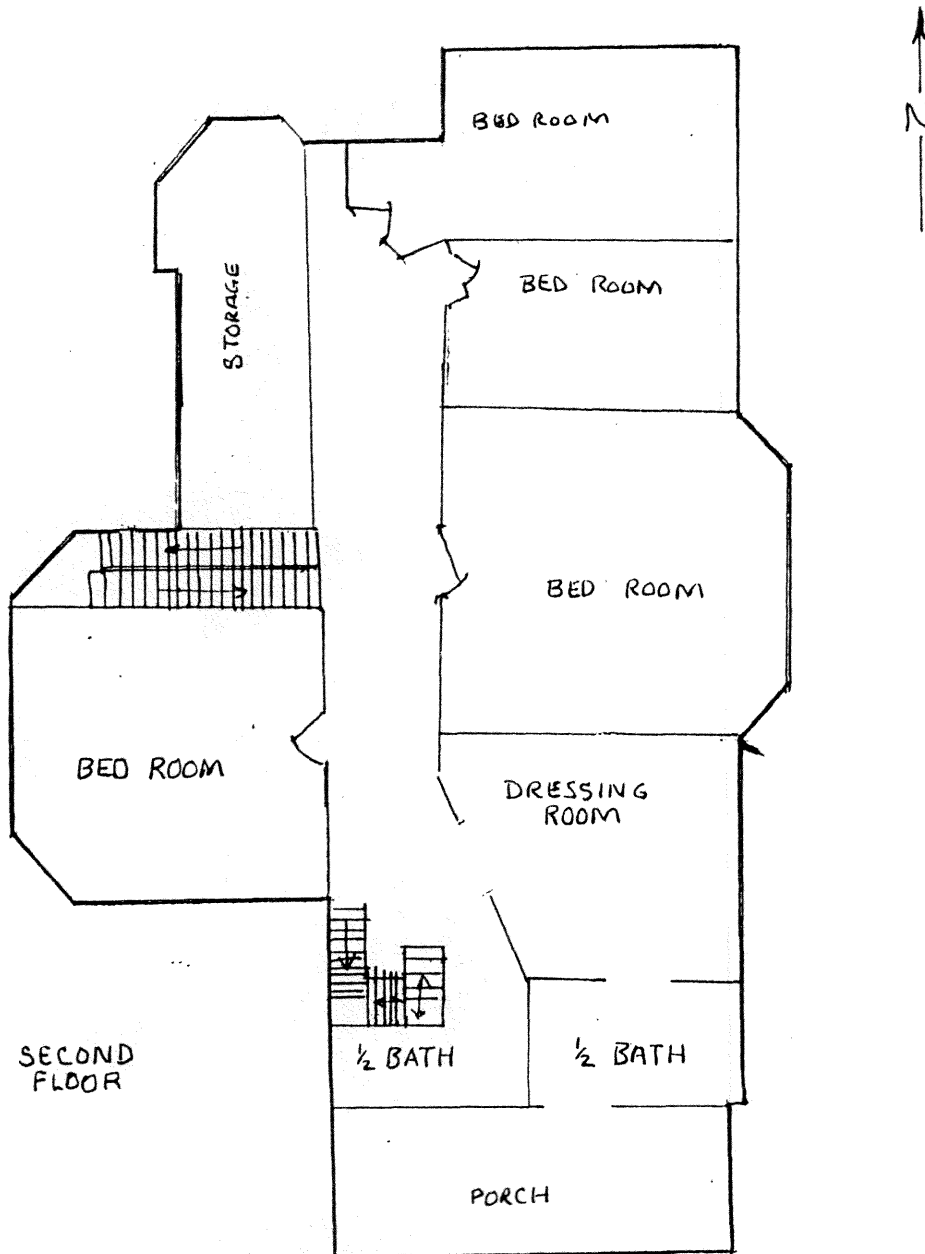 N
BED ROOM
BED ROOM
STORAGE
BED ROOM
BED ROOM
DRESSING
ROOM
½ BATH
½ BATH
SECOND
FLOOR
PORCH